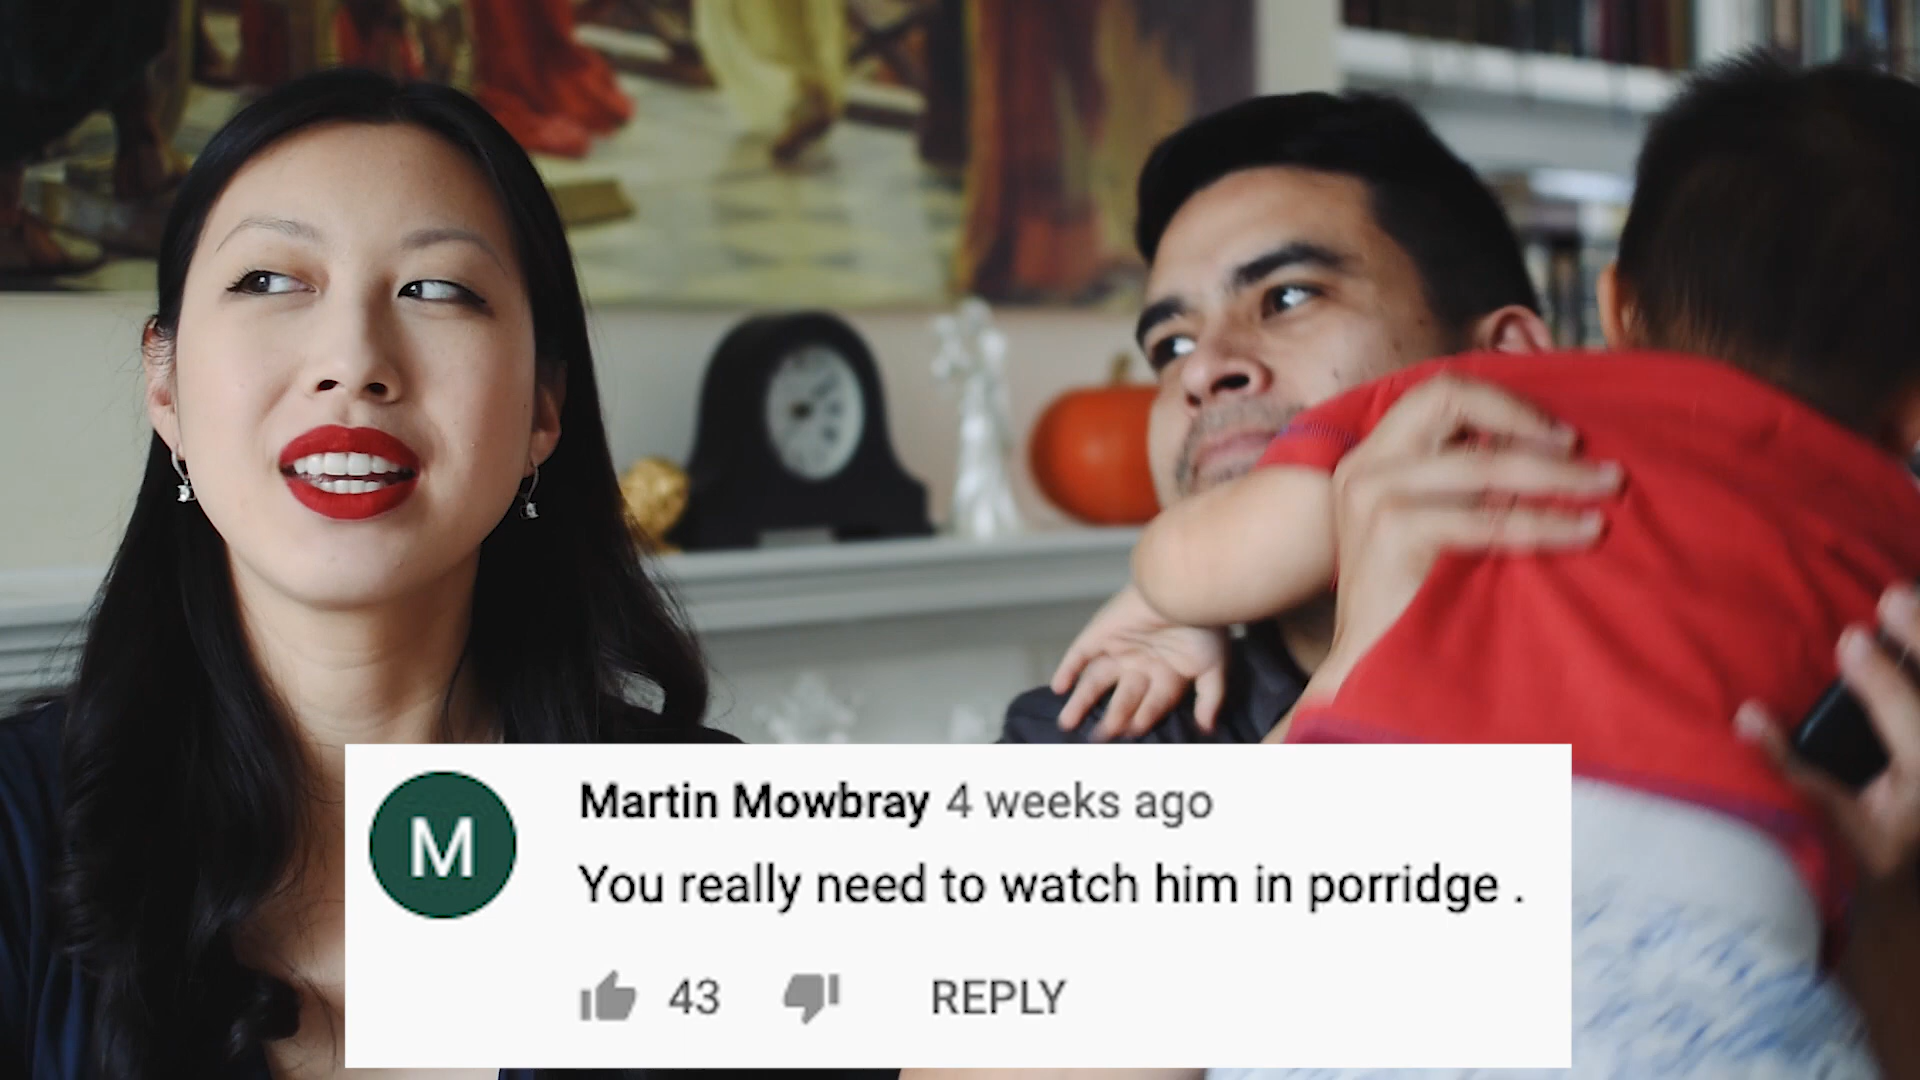 M
Martin Mowbray 4 weeks ago
You really need to watch him in porridge .
43 REPLY